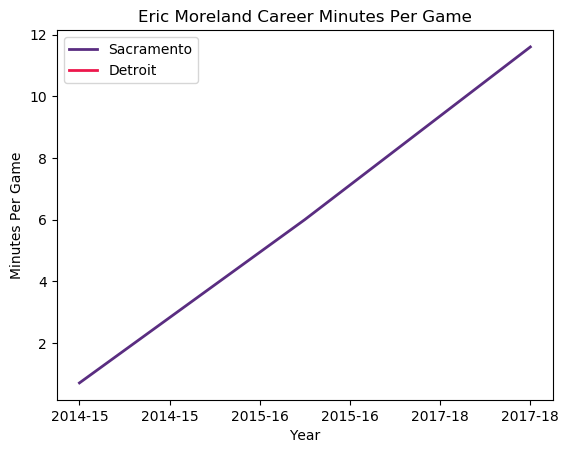 Eric Moreland Career Minutes Per Game
Sacramento
Detroit
12
10
8
6
4
2
Minutes Per Game
2014-15 2014-15 2015-16 2015-16 2017-18 2017-18
Year